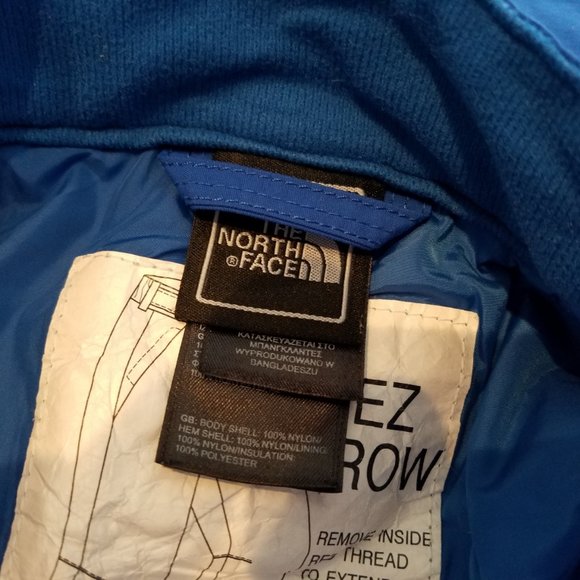 THE
NORTH
®FACE
ΚΑΤΑΣΚΕΥΑΖΕΤΑΙ ΣΤΟ
ΜΠΑΝΓΚΛΑΝΤΕΣ
WYPRODUKOWANO W
BANGLADESZU
GB: BODY SHELL: 100% NYLON/
HEM SHELL: 100% NYLON/LINING:
100% NYLON/INSULATION:
100% POLYESTER
EZ
ROW
REMOVE INSIDE
THREAD
EXTEND